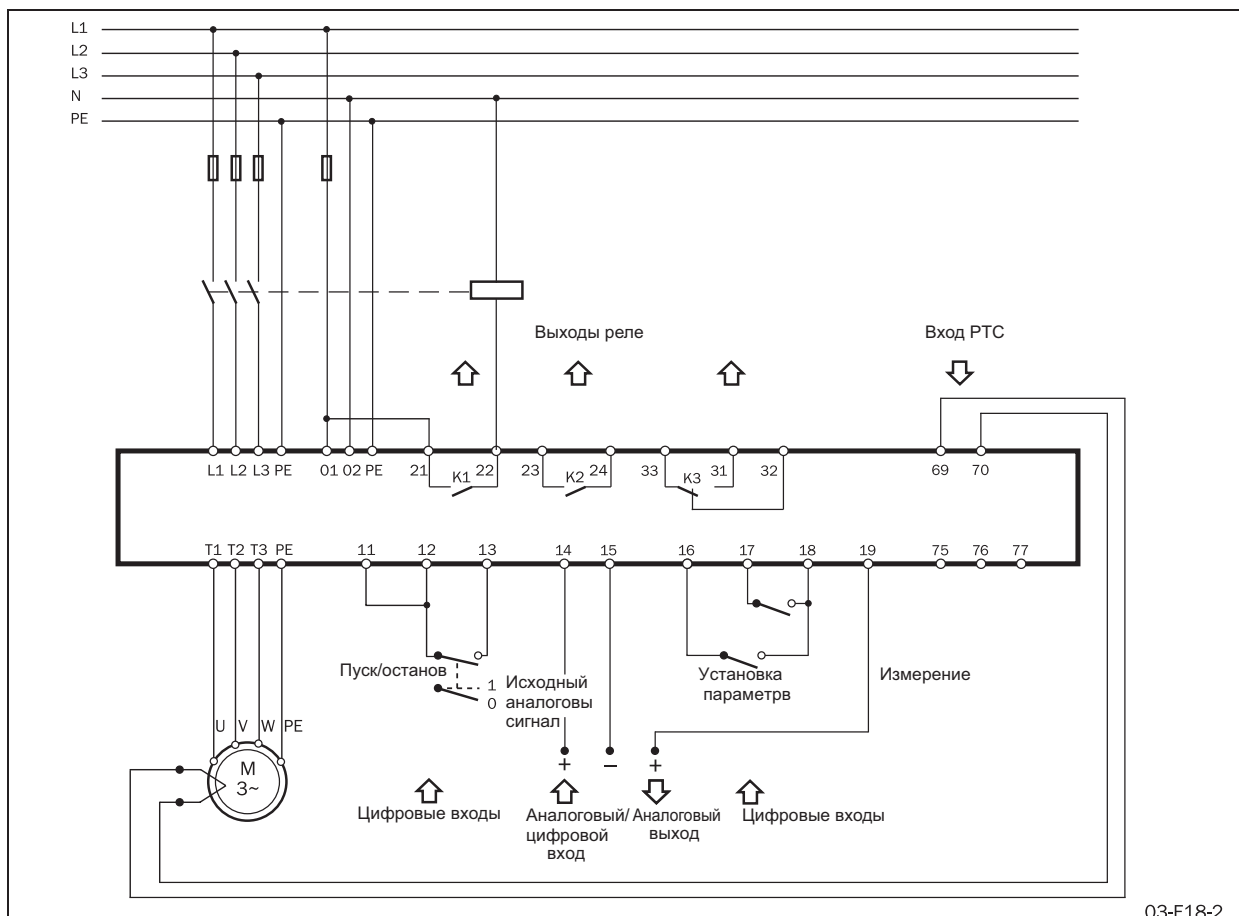 L1
L2
L3
N
PE
Выходы реле
Вход PTC
L1 L2 L3 PE 01 02 PE 21 K1 22 23 K2 24 33 K3 31 32 69 70
T1 T2 T3 PE 11 12 13 14 15 16 17 18 19 75 76 77
Пуск/останов
1
0
Исходный
аналоговы
сигнал
Установка
параметрв
Измерение
U V W PE
M
3~
+ – +
Цифровые входы
Аналоговый/
цифровой
вход
Аналоговый
выход
Цифровые входы
03-F18-2